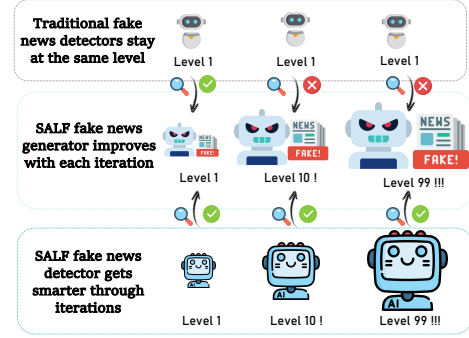 Traditional fake
news detectors stay
at the same level
Level 1
Level 1
Level 1
SALF fake news
generator improves
with each iteration
NEWS
FAKE!
Level 1
NEWS
FAKE!
Level 10 !
NEWS
FAKE!
Level 99 !!!
SALF fake news
detector gets
smarter through
iterations
AI
Level 1
AI
Level 10 !
AI
Level 99 !!!